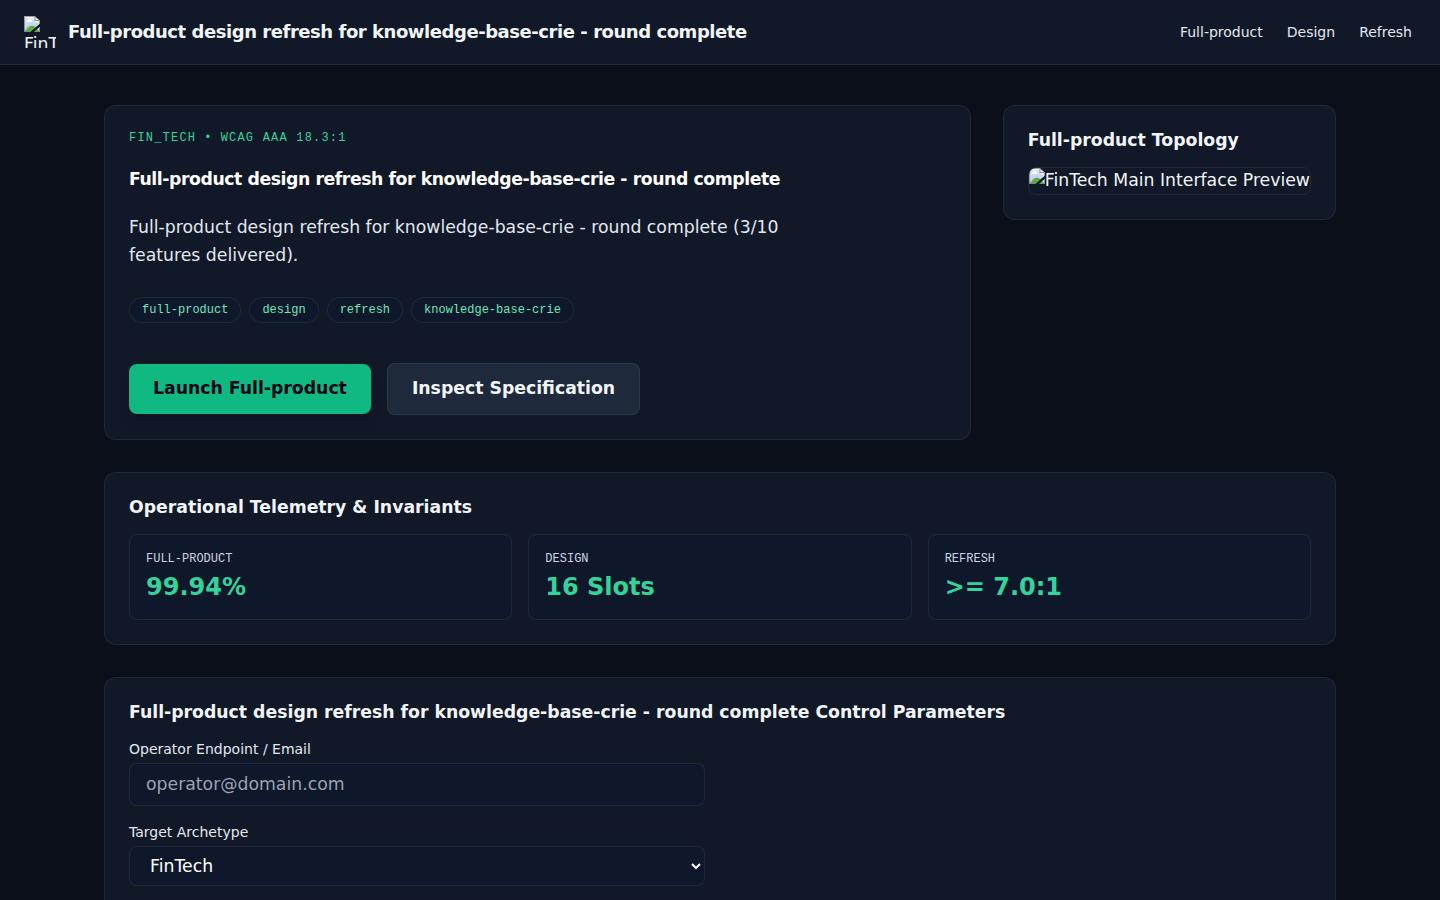 FinT
Full-product design refresh for knowledge-base-crie - round complete
Full-product
Design
Refresh
FIN_TECH • WCAG AAA 18.3:1
Full-product design refresh for knowledge-base-crie - round complete
Full-product design refresh for knowledge-base-crie - round complete (3/10
features delivered).
full-product
design
refresh
knowledge-base-crie
Launch Full-product
Inspect Specification
Full-product Topology
FinTech Main Interface Preview
Operational Telemetry & Invariants
FULL-PRODUCT
99.94%
DESIGN
16 Slots
REFRESH
>= 7.0:1
Full-product design refresh for knowledge-base-crie - round complete Control Parameters
Operator Endpoint / Email
operator@domain.com
Target Archetype
FinTech